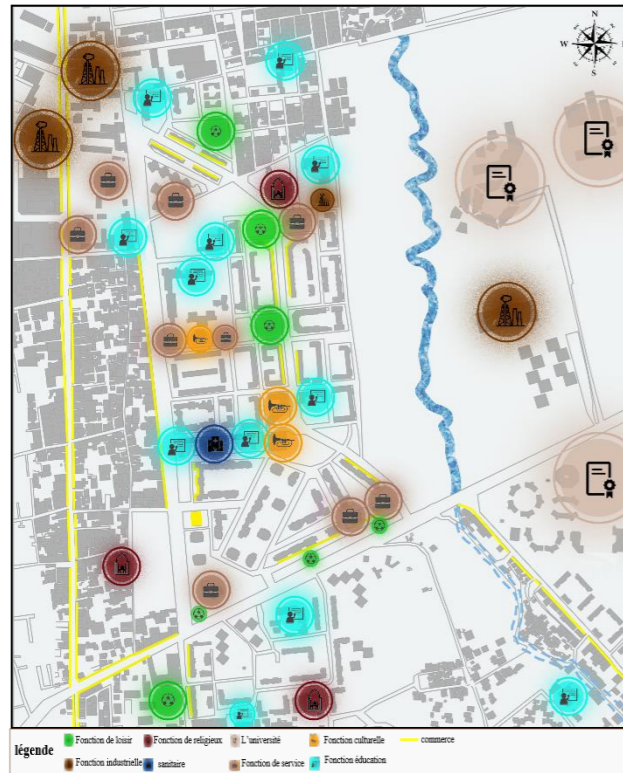 N
W
S
légende
Fonction de loisir Fonction de religieux L'université Fonction culturelle commerce
Fonction industrielle sanitaire Fonction de service Fonction éducation